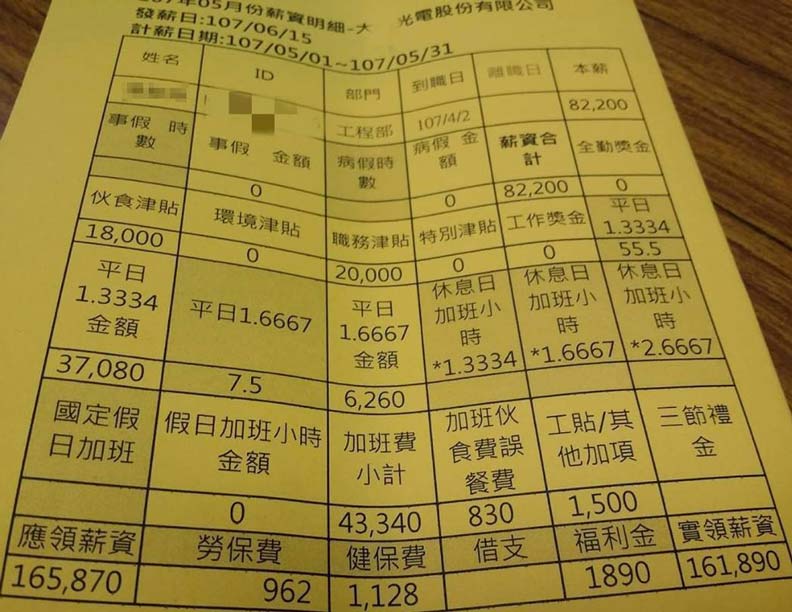 年05月份薪資明細-大 光電股份有限公司
發薪日:107/06/15
計薪日期:107/05/01~107/05/31
姓名 ID 部門 到職日 離職日 本薪
工程部 107/4/2 82,200
事假 時數 事假 金額 病假時數 病假 金額 薪資合計 全勤獎金
0 0 82,200 0
伙食津貼 環境津貼 職務津貼 特別津貼 工作獎金 平日1.3334
18,000 0 20,000 0 0 55.5
平日1.3334金額 平日1.6667 平日1.6667金額 休息日加班小時*1.3334 休息日加班小時*1.6667 休息日加班小時*2.6667
37,080 7.5 6,260
國定假日加班 假日加班小時金額 加班費小計 加班伙食費誤餐費 工貼/其他加項 三節禮金
0 43,340 830 1,500
應領薪資 勞保費 健保費 借支 福利金 實領薪資
165,870 962 1,128 1890 161,890